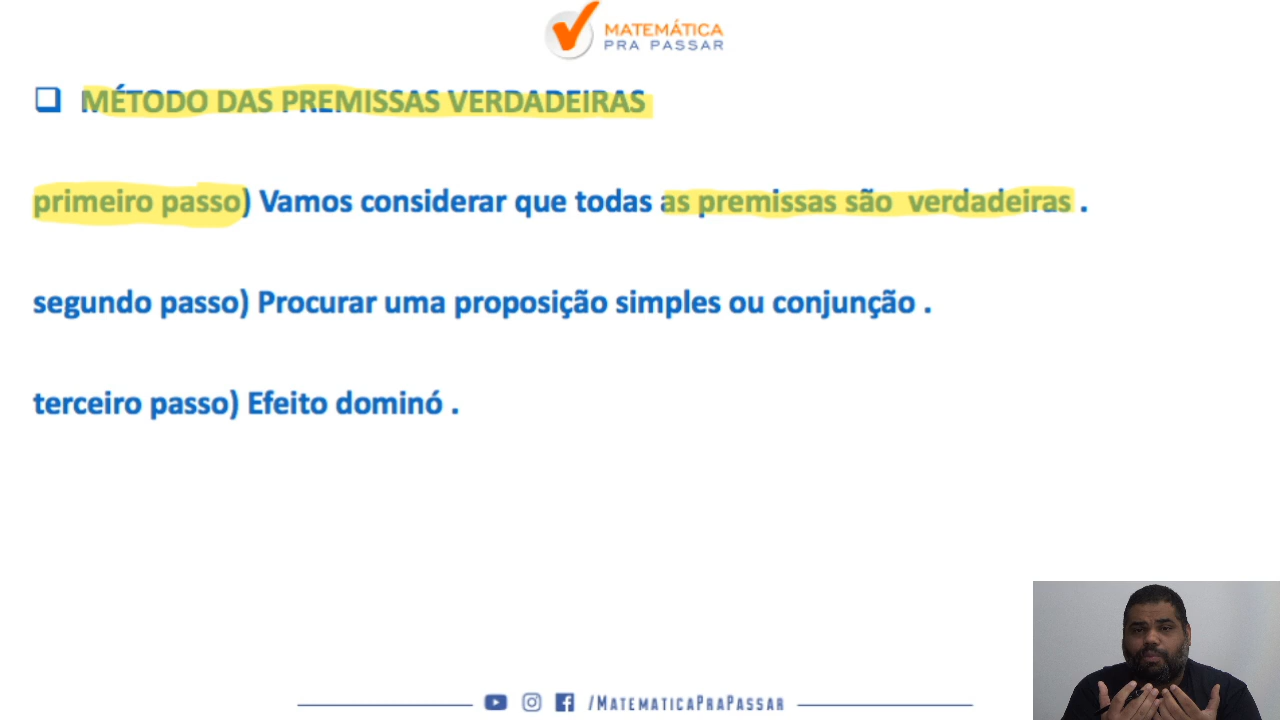 MATEMÁTICA
PRA PASSAR
MÉTODO DAS PREMISSAS VERDADEIRAS
primeiro passo) Vamos considerar que todas as premissas são verdadeiras .
segundo passo) Procurar uma proposição simples ou conjunção .
terceiro passo) Efeito dominó .
/MATEMATICAPRAPASSAR